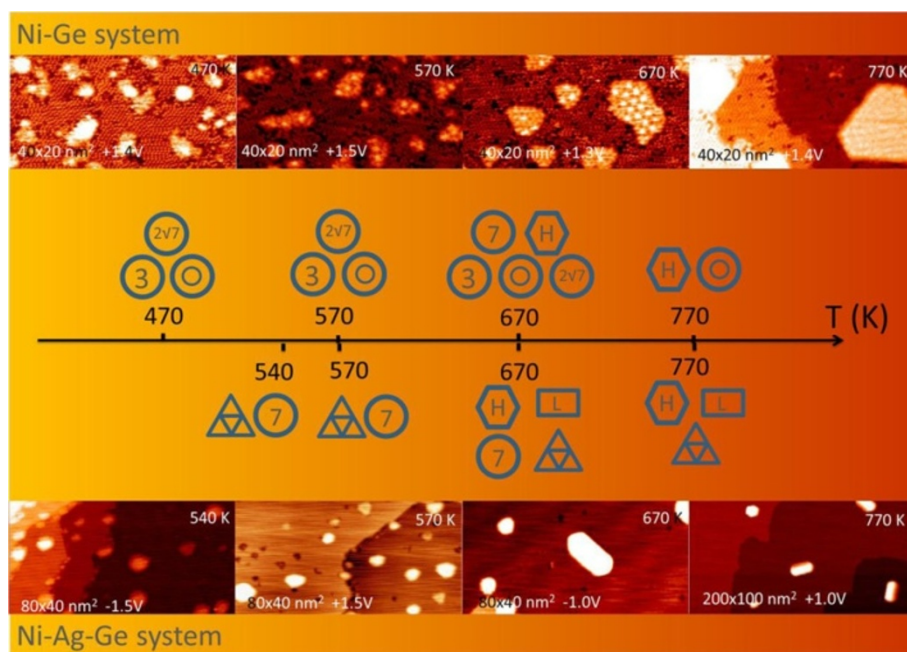 Ni-Ge system
470 K
570 K
670 K
770 K
40x20 nm² +1.4V
40x20 nm² +1.5V
0x20 nm² +1.3V
40x20 nm² +1.4V
2√7
2√7
7 H
H
3
3
3 2√7
470
570
670
770
T (K)
540
570
670
770
7
7
H L
H L
7
540 K
570 K
670 K
770 K
80x40 nm² -1.5V
80x40 nm² +1.5V
80x40 nm² -1.0V
200x100 nm² +1.0V
Ni-Ag-Ge system